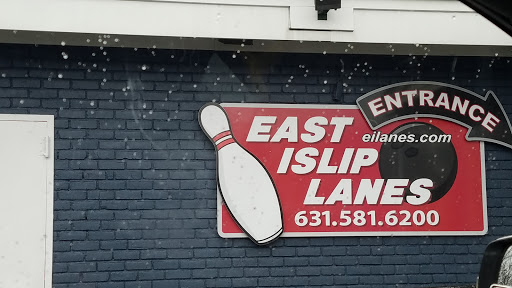 ENTRANCE
eilanes.com
EAST
ISLIP
LANES
631.581.6200